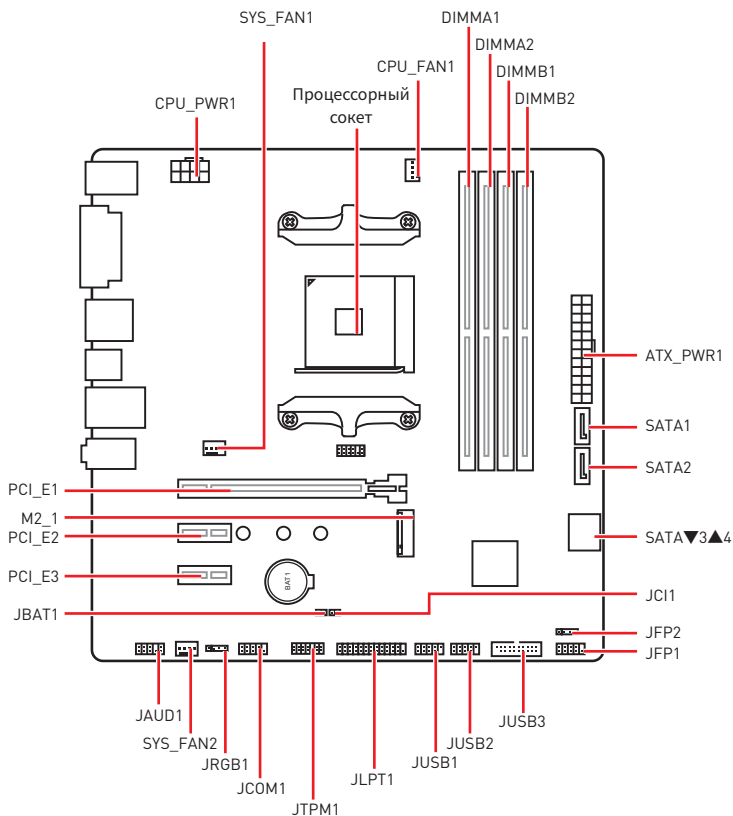 SYS_FAN1
DIMMA1
DIMMA2
CPU_FAN1
DIMMB1
Процессорный
сокет
DIMMB2
CPU_PWR1
ATX_PWR1
SATA1
SATA2
PCI_E1
M2_1
PCI_E2
SATA▼3▲4
PCI_E3
BAT1
JCI1
JBAT1
JFP2
JFP1
JAUD1
SYS_FAN2
JRGB1
JCOM1
JTPM1
JLPT1
JUSB1
JUSB2
JUSB3